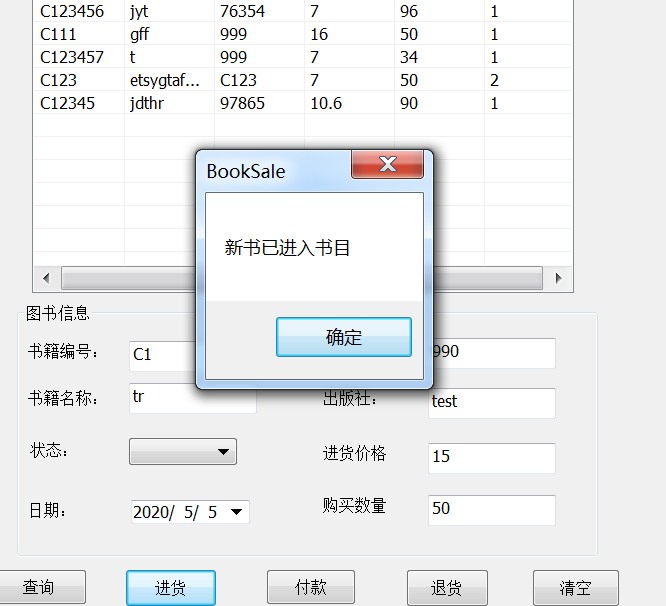 C123456 jyt 76354 7 96 1
C111 gff 999 16 50 1
C123457 t 999 7 34 1
C123 etsygtaf... C123 7 50 2
C12345 jdthr 97865 10.6 90 1
BookSale
新书已进入书目
确定
图书信息
书籍编号： C1 990
书籍名称： tr 出版社： test
状态： 进货价格 15
日期： 2020/ 5/ 5 购买数量 50
查询 进货 付款 退货 清空